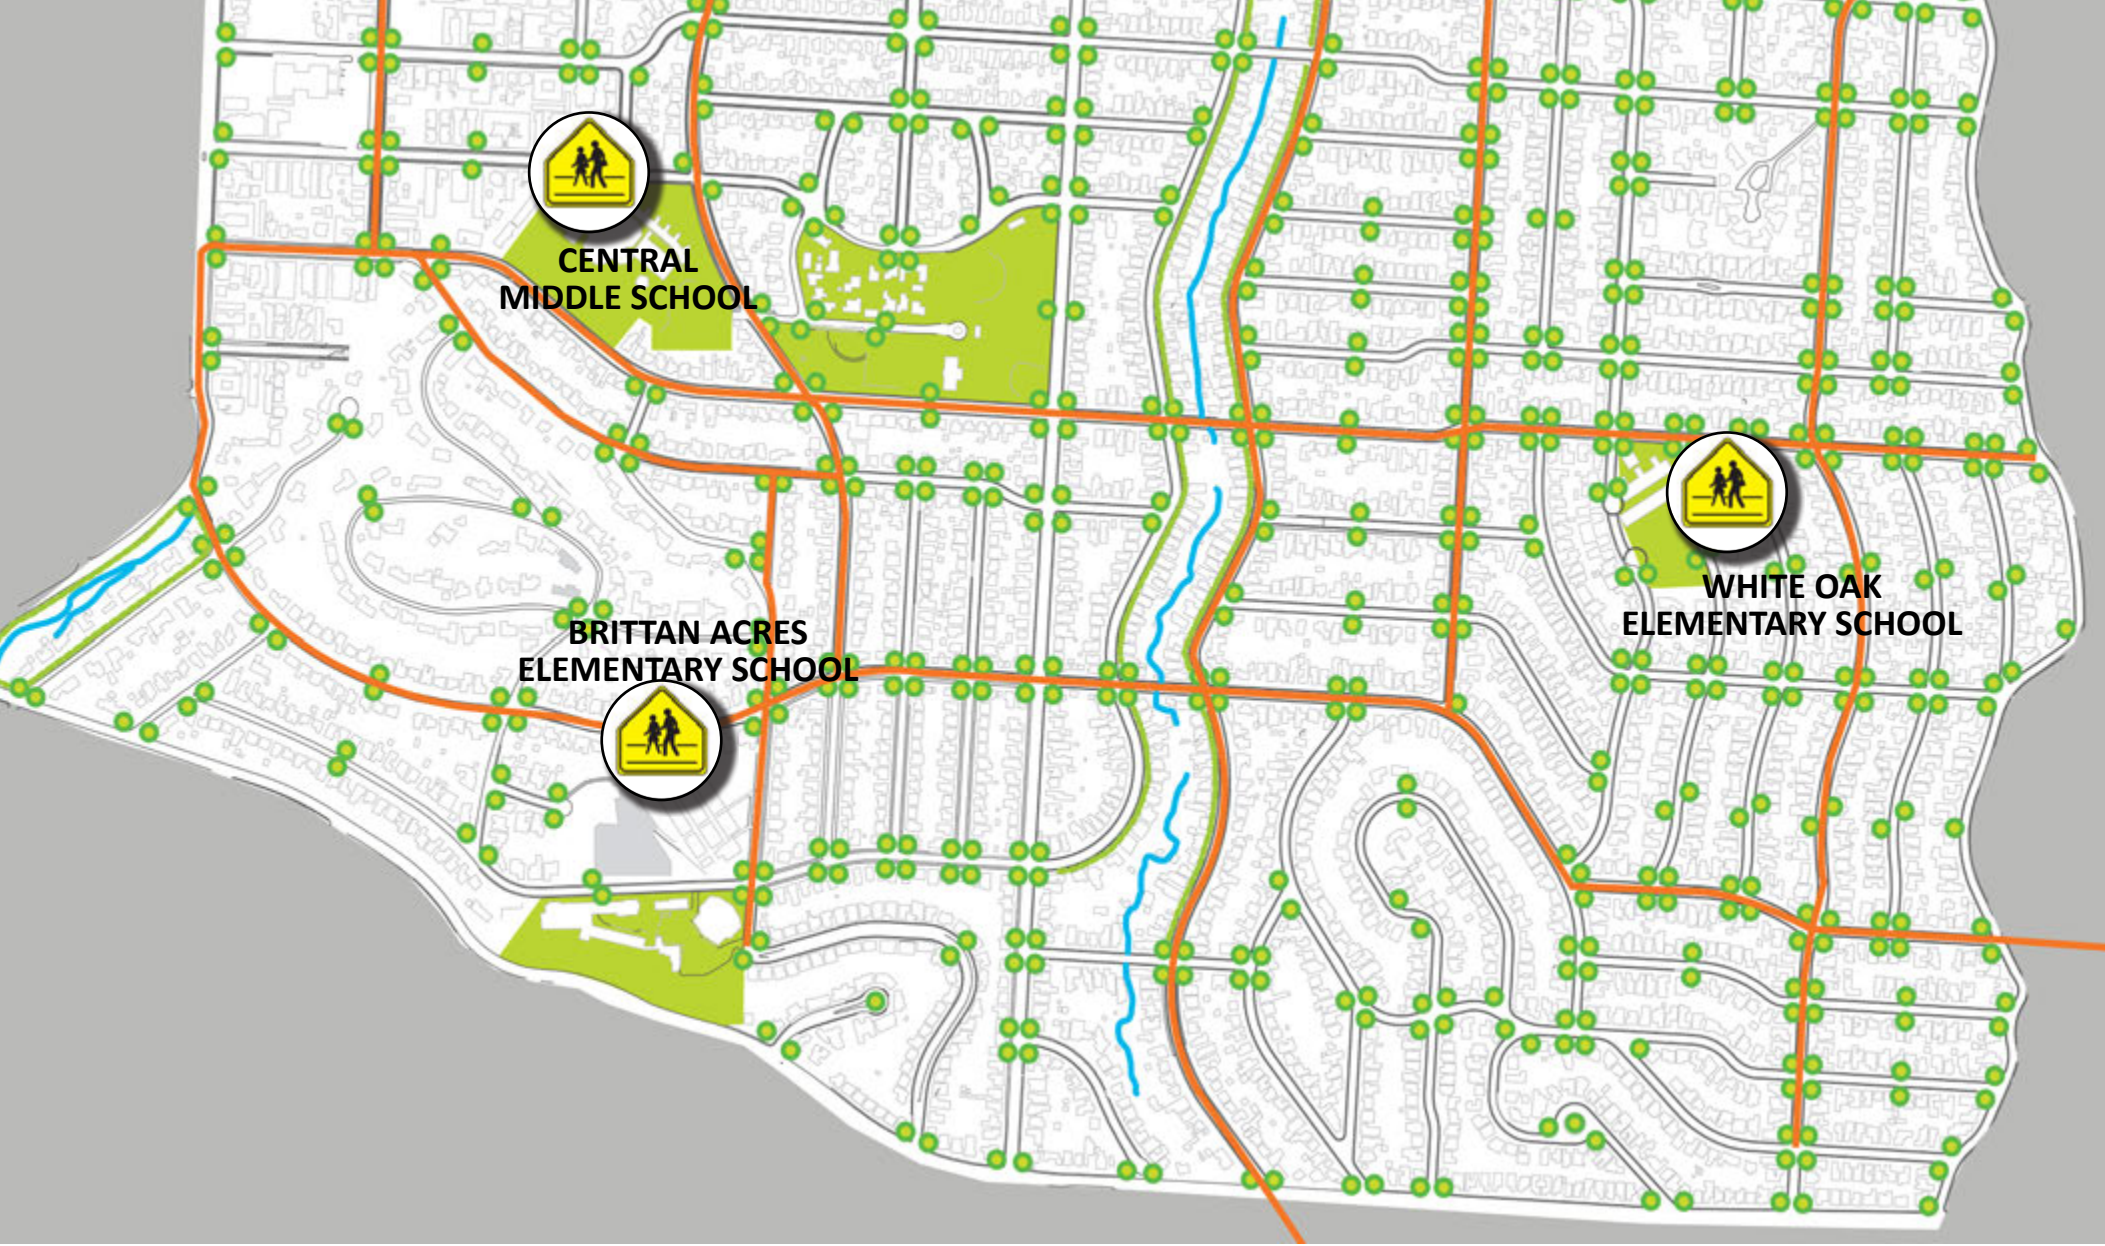 CENTRAL
MIDDLE SCHOOL
WHITE OAK
ELEMENTARY SCHOOL
BRITTAN ACRES
ELEMENTARY SCHOOL